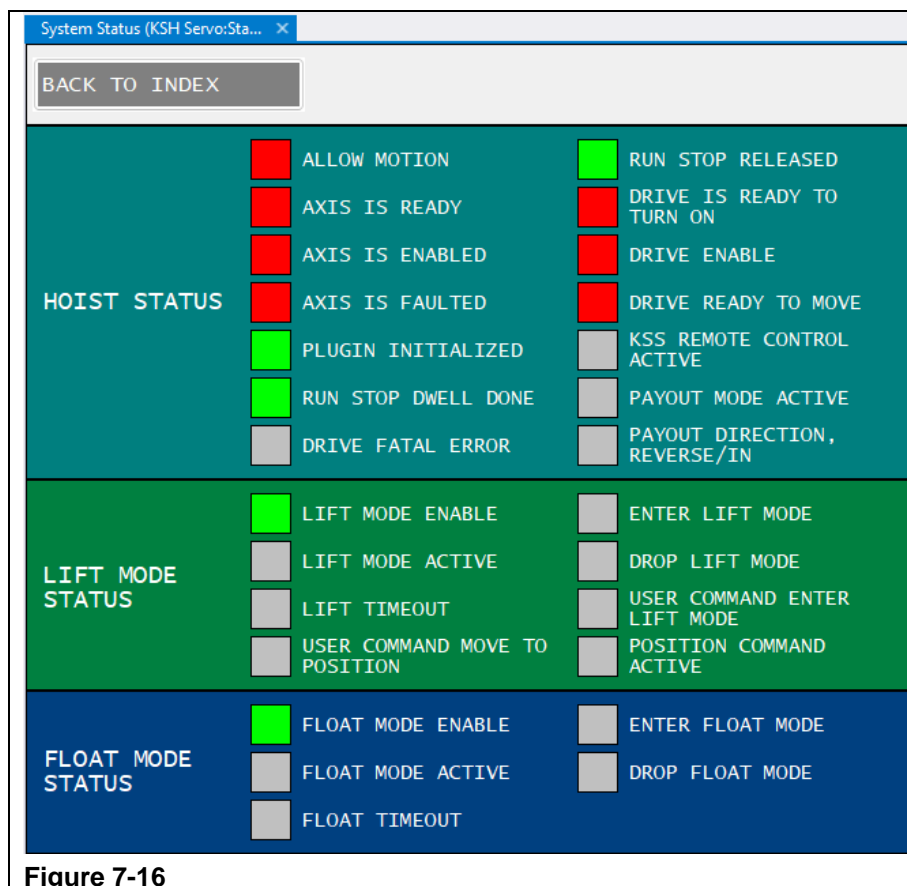 System Status (KSH Servo:Sta... ×
BACK TO INDEX
HOIST STATUS
ALLOW MOTION
AXIS IS READY
AXIS IS ENABLED
AXIS IS FAULTED
PLUGIN INITIALIZED
RUN STOP DWELL DONE
DRIVE FATAL ERROR
RUN STOP RELEASED
DRIVE IS READY TO
TURN ON
DRIVE ENABLE
DRIVE READY TO MOVE
KSS REMOTE CONTROL
ACTIVE
PAYOUT MODE ACTIVE
PAYOUT DIRECTION,
REVERSE/IN
LIFT MODE
STATUS
LIFT MODE ENABLE
LIFT MODE ACTIVE
LIFT TIMEOUT
USER COMMAND MOVE TO
POSITION
ENTER LIFT MODE
DROP LIFT MODE
USER COMMAND ENTER
LIFT MODE
POSITION COMMAND
ACTIVE
FLOAT MODE
STATUS
FLOAT MODE ENABLE
FLOAT MODE ACTIVE
FLOAT TIMEOUT
ENTER FLOAT MODE
DROP FLOAT MODE
Figure 7-16